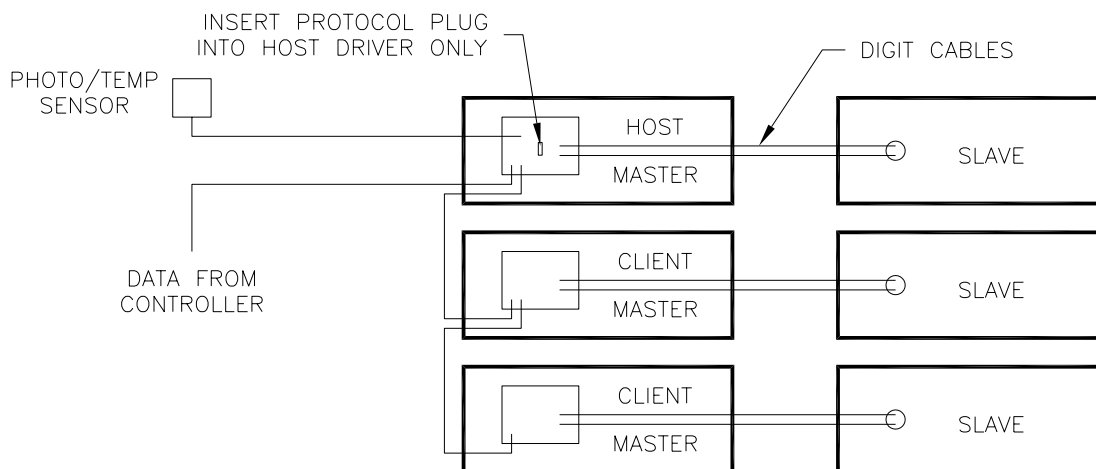 INSERT PROTOCOL PLUG
INTO HOST DRIVER ONLY
DIGIT CABLES
PHOTO/TEMP
SENSOR
HOST
MASTER
SLAVE
DATA FROM
CONTROLLER
CLIENT
MASTER
SLAVE
CLIENT
MASTER
SLAVE